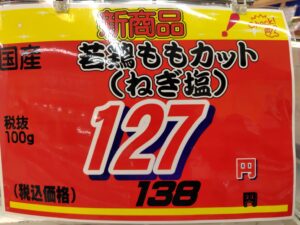 新商品
国産
若鶏ももカット
(ねぎ塩)
税抜
100g
127
円
(税込価格)
138
円